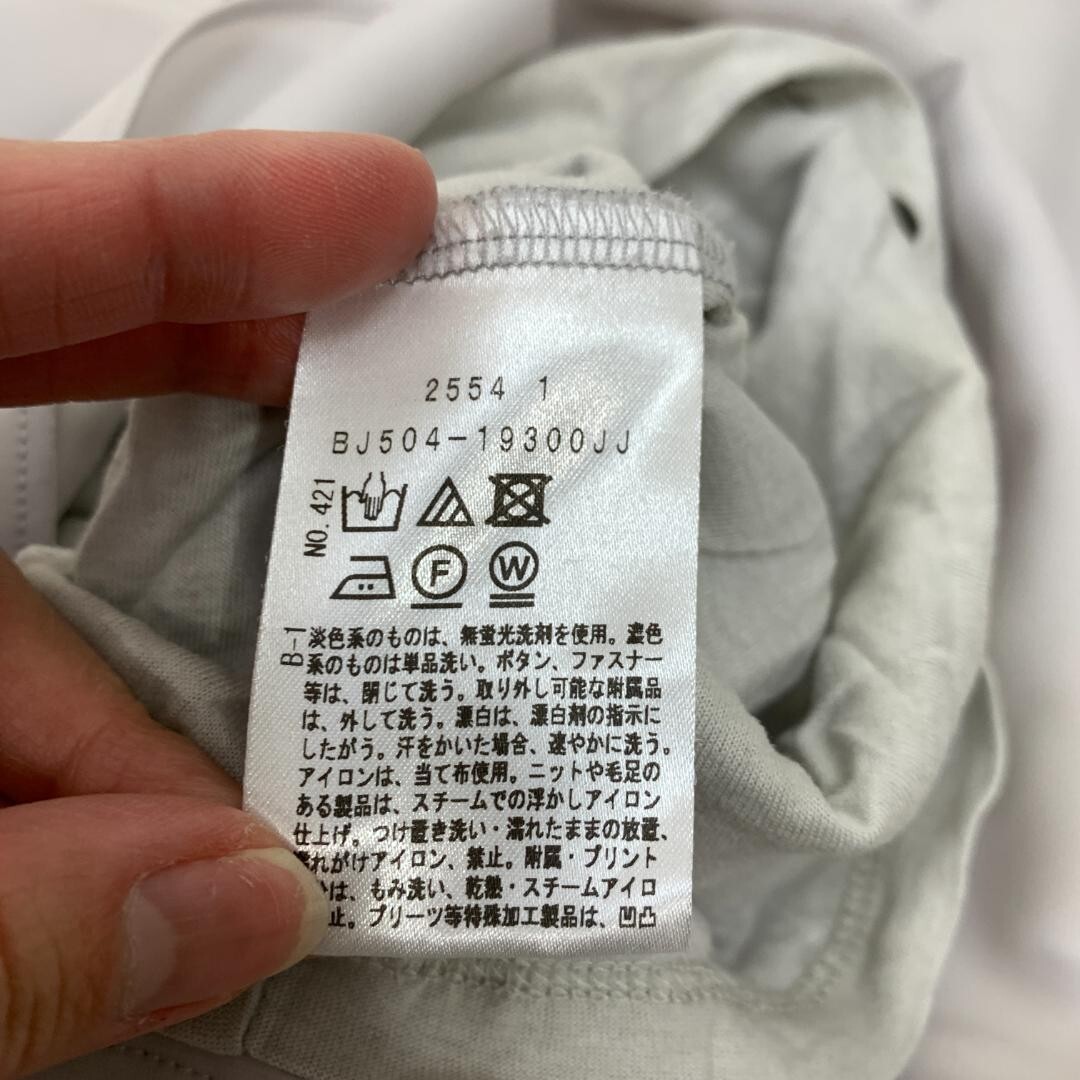 2554 1
BJ504-19300JJ
NO. 421
F
W
B-1
淡色系のものは、無蛍光洗剤を使用。濃色
系のものは単品洗い。ボタン、ファスナー
等は、閉じて洗う。取り外し可能な附属品
は、外して洗う。漂白は、漂白剤の指示に
したがう。汗をかいた場合、速やかに洗う。
アイロンは、当て布使用。ニットや毛足の
ある製品は、スチームでの浮かしアイロン
仕上げ。つけ置き洗い・濡れたままの放置、
れがけアイロン、禁止。附属・プリント
は、もみ洗い、乾熱・スチームアイロ
止。プリーツ等特殊加工製品は、凹凸